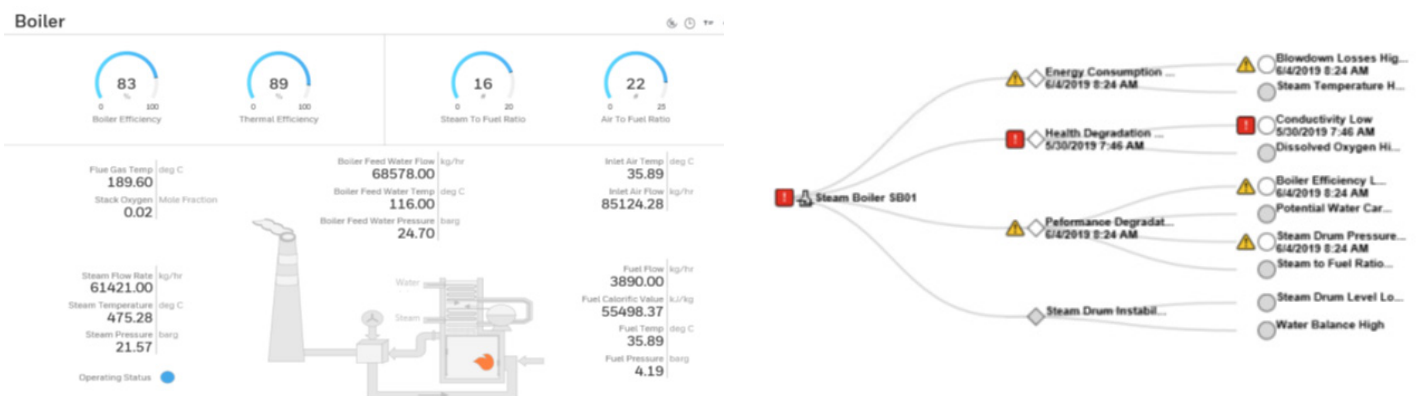 Boiler
83
%
0 100
Boiler Efficiency
89
%
0 100
Thermal Efficiency
16
#
0 20
Steam To Fuel Ratio
22
#
0 25
Air To Fuel Ratio
Flue Gas Temp deg C
189.60
Stack Oxygen Mole Fraction
0.02
Boiler Feed Water Flow kg/hr
68578.00
Boiler Feed Water Temp deg C
116.00
Boiler Feed Water Pressure barg
24.70
Inlet Air Temp deg C
35.89
Inlet Air Flow kg/hr
85124.28
Steam Flow Rate kg/hr
61421.00
Steam Temperature deg C
475.28
Steam Pressure barg
21.57
Operating Status
Water
Steam
Fuel Flow kg/hr
3890.00
Fuel Calorific Value kJ/kg
55498.37
Fuel Temp deg C
35.89
Fuel Pressure barg
4.19
Steam Boiler SB01
Energy Consumption ...
6/4/2019 8:24 AM
Health Degradation ...
5/30/2019 7:46 AM
Peformance Degradat...
6/4/2019 8:24 AM
Steam Drum Instabil...
Blowdown Losses Hig...
6/4/2019 8:24 AM
Steam Temperature H...
Conductivity Low
5/30/2019 7:46 AM
Dissolved Oxygen Hi...
Boiler Efficiency L...
6/4/2019 8:24 AM
Potential Water Car...
Steam Drum Pressure...
6/4/2019 8:24 AM
Steam to Fuel Ratio...
Steam Drum Level Lo...
Water Balance High